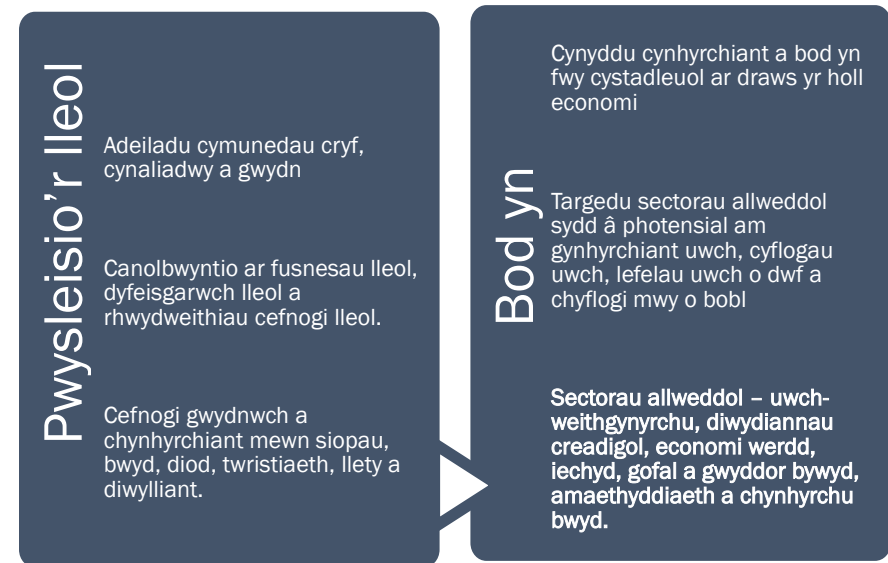 Pwysleisio’r lleol
Adeiladu cymunedau cryf,
cynaliadwy a gwydn
Canolbwyntio ar fusnesau lleol,
dyfeisgarwch lleol a
rhwydweithiau cefnogi lleol.
Cefnogi gwydnwch a
chynhyrchiant mewn siopau,
bwyd, diod, twristiaeth, llety a
diwylliant.
Bod yn
Cynyddu cynhyrchiant a bod yn
fwy cystadleuol ar draws yr holl
economi
Targedu sectorau allweddol
sydd â photensial am
gynhyrchiant uwch, cyflogau
uwch, lefelau uwch o dwf a
chyflogi mwy o bobl
Sectorau allweddol – uwch-
weithgynyrchu, diwydiannau
creadigol, economi werdd,
iechyd, gofal a gwyddor bywyd,
amaethyddiaeth a chynhyrchu
bwyd.